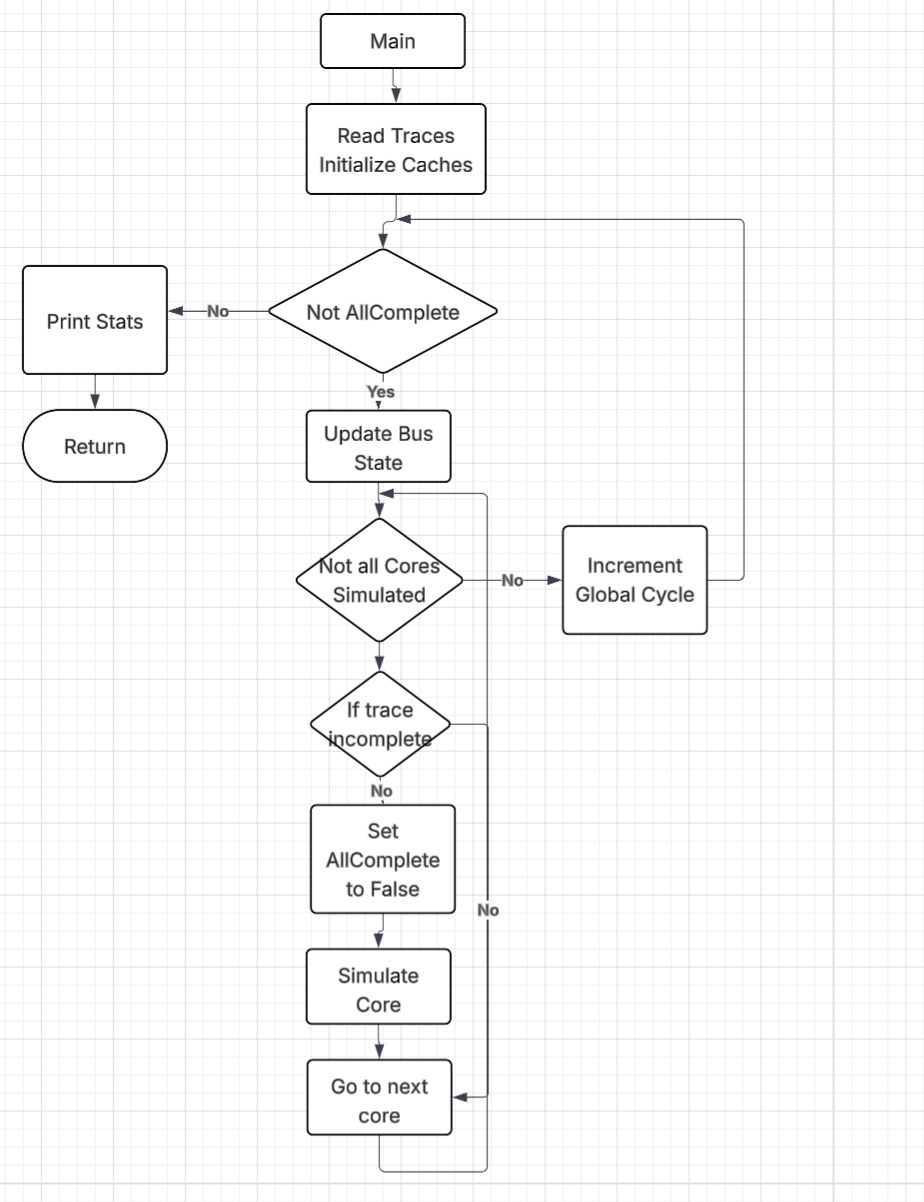 Main
Read Traces
Initialize Caches
Not AllComplete
No
Print Stats
Return
Yes
Update Bus
State
Not all Cores
Simulated
No
Increment
Global Cycle
If trace
incomplete
No
Set
AllComplete
to False
No
Simulate
Core
Go to next
core